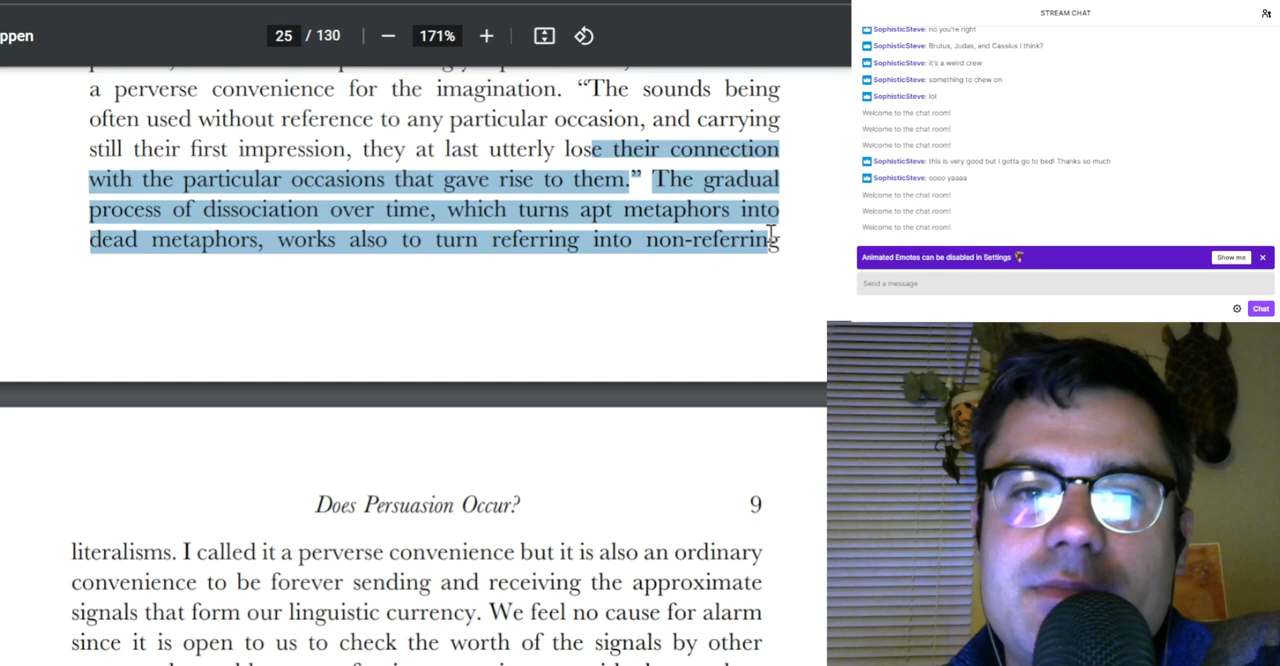 ppen
25 / 130
171%
a perverse convenience for the imagination. “The sounds being
often used without reference to any particular occasion, and carrying
still their first impression, they at last utterly lose their connection
with the particular occasions that gave rise to them.” The gradual
process of dissociation over time, which turns apt metaphors into
dead metaphors, works also to turn referring into non-referring
Does Persuasion Occur?
9
literalisms. I called it a perverse convenience but it is also an ordinary
convenience to be forever sending and receiving the approximate
signals that form our linguistic currency. We feel no cause for alarm
since it is open to us to check the worth of the signals by other
STREAM CHAT
SophisticSteve: no you're right
SophisticSteve: Brutus, Judas, and Cassius I think?
SophisticSteve: it's a weird crew
SophisticSteve: something to chew on
SophisticSteve: lol
Welcome to the chat room!
Welcome to the chat room!
Welcome to the chat room!
SophisticSteve: this is very good but I gotta go to bed! Thanks so much
SophisticSteve: oooo yaaaa
Welcome to the chat room!
Welcome to the chat room!
Welcome to the chat room!
Animated Emotes can be disabled in Settings
Show me
Send a message
Chat